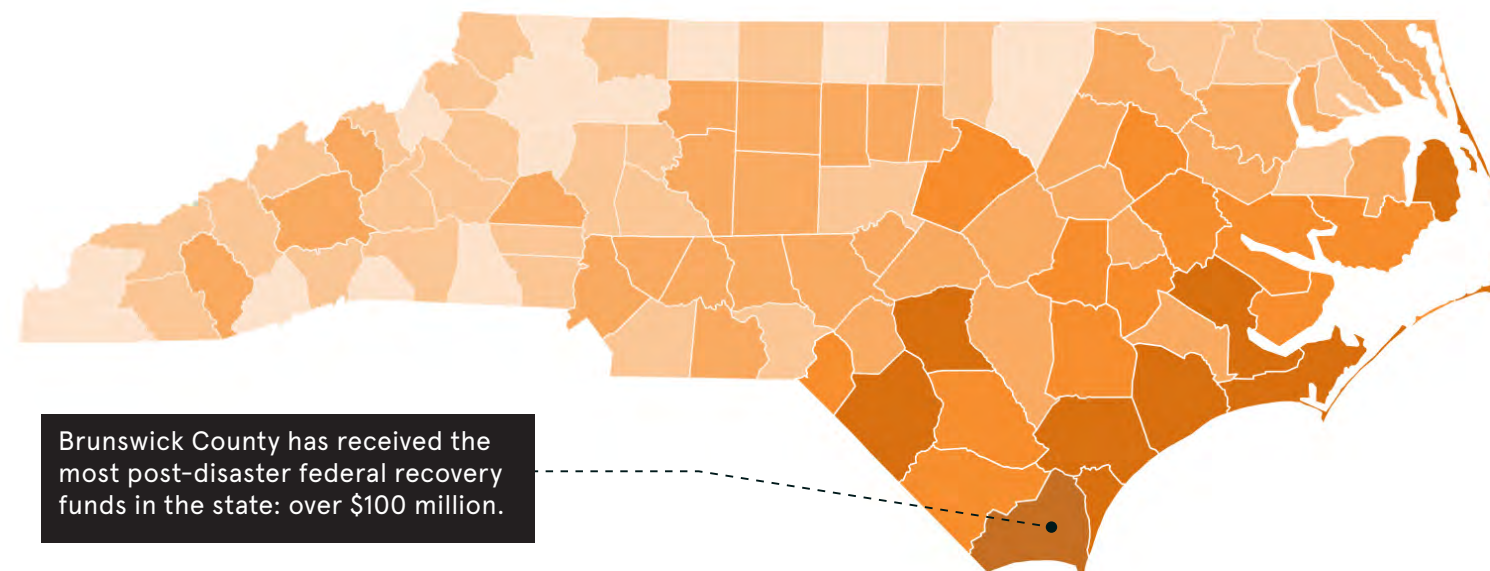 Brunswick County has received the
most post-disaster federal recovery
funds in the state: over $100 million.